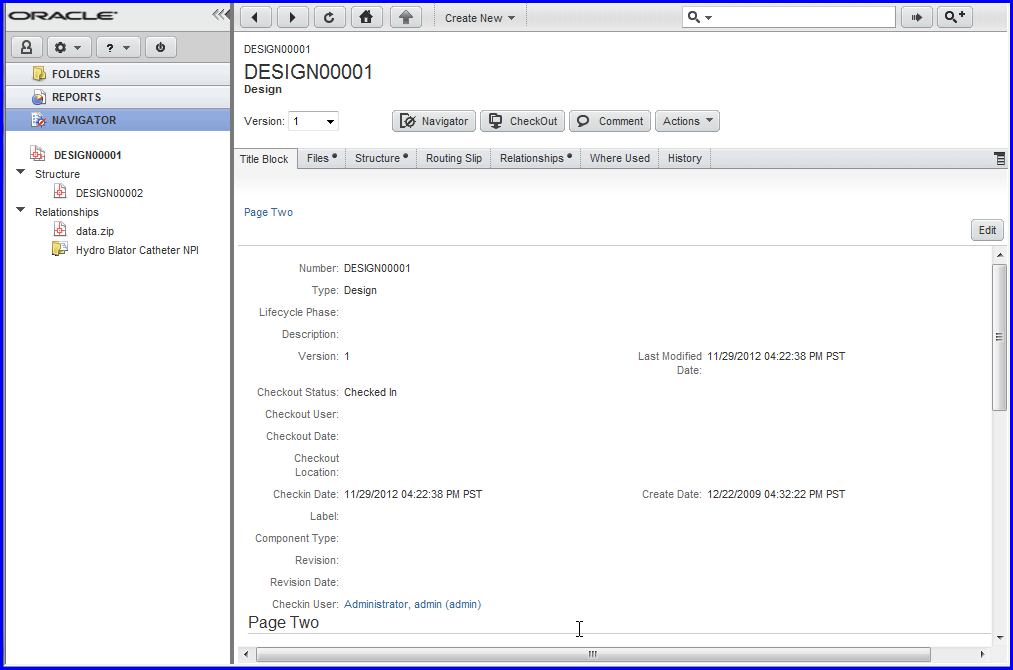 ORACLE
Create New
FOLDERS
REPORTS
NAVIGATOR
DESIGN00001
Structure
DESIGN00002
Relationships
data.zip
Hydro Blator Catheter NPI
DESIGN00001
DESIGN00001
Design
Version: 1
Navigator CheckOut Comment Actions
Title Block Files Structure Routing Slip Relationships Where Used History
Page Two
Edit
Number: DESIGN00001
Type: Design
Lifecycle Phase:
Description:
Version: 1
Last Modified Date: 11/29/2012 04:22:38 PM PST
Checkout Status: Checked In
Checkout User:
Checkout Date:
Checkout
Location:
Checkin Date: 11/29/2012 04:22:38 PM PST Create Date: 12/22/2009 04:32:22 PM PST
Label:
Component Type:
Revision:
Revision Date:
Checkin User: Administrator, admin (admin)
Page Two